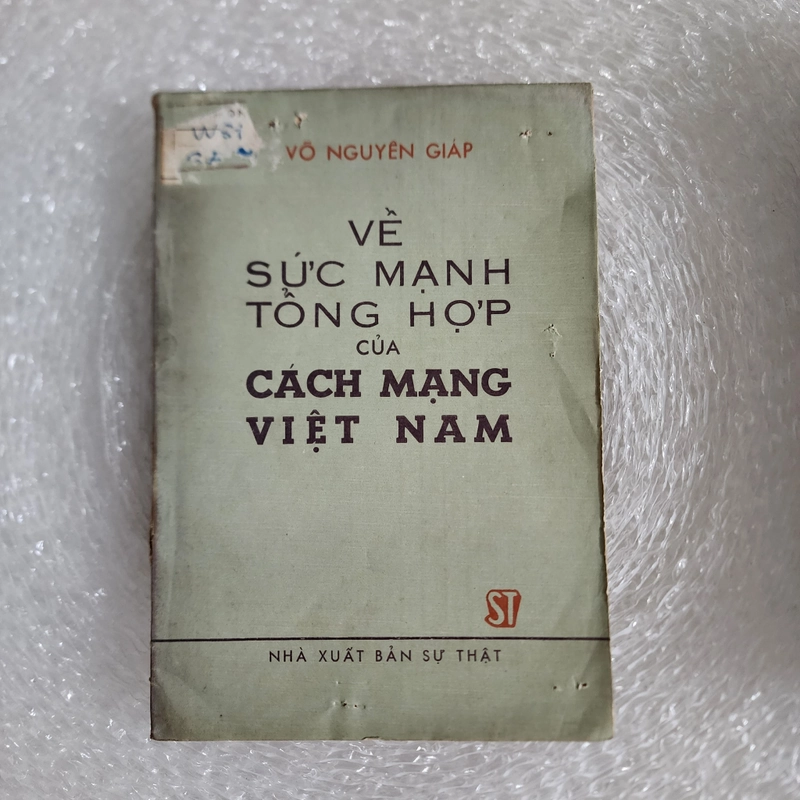 VÕ NGUYÊN GIÁP
VỀ
SỨC MẠNH
TỔNG HỢP
CỦA
CÁCH MẠNG
VIỆT NAM
ST
NHÀ XUẤT BẢN SỰ THẬT